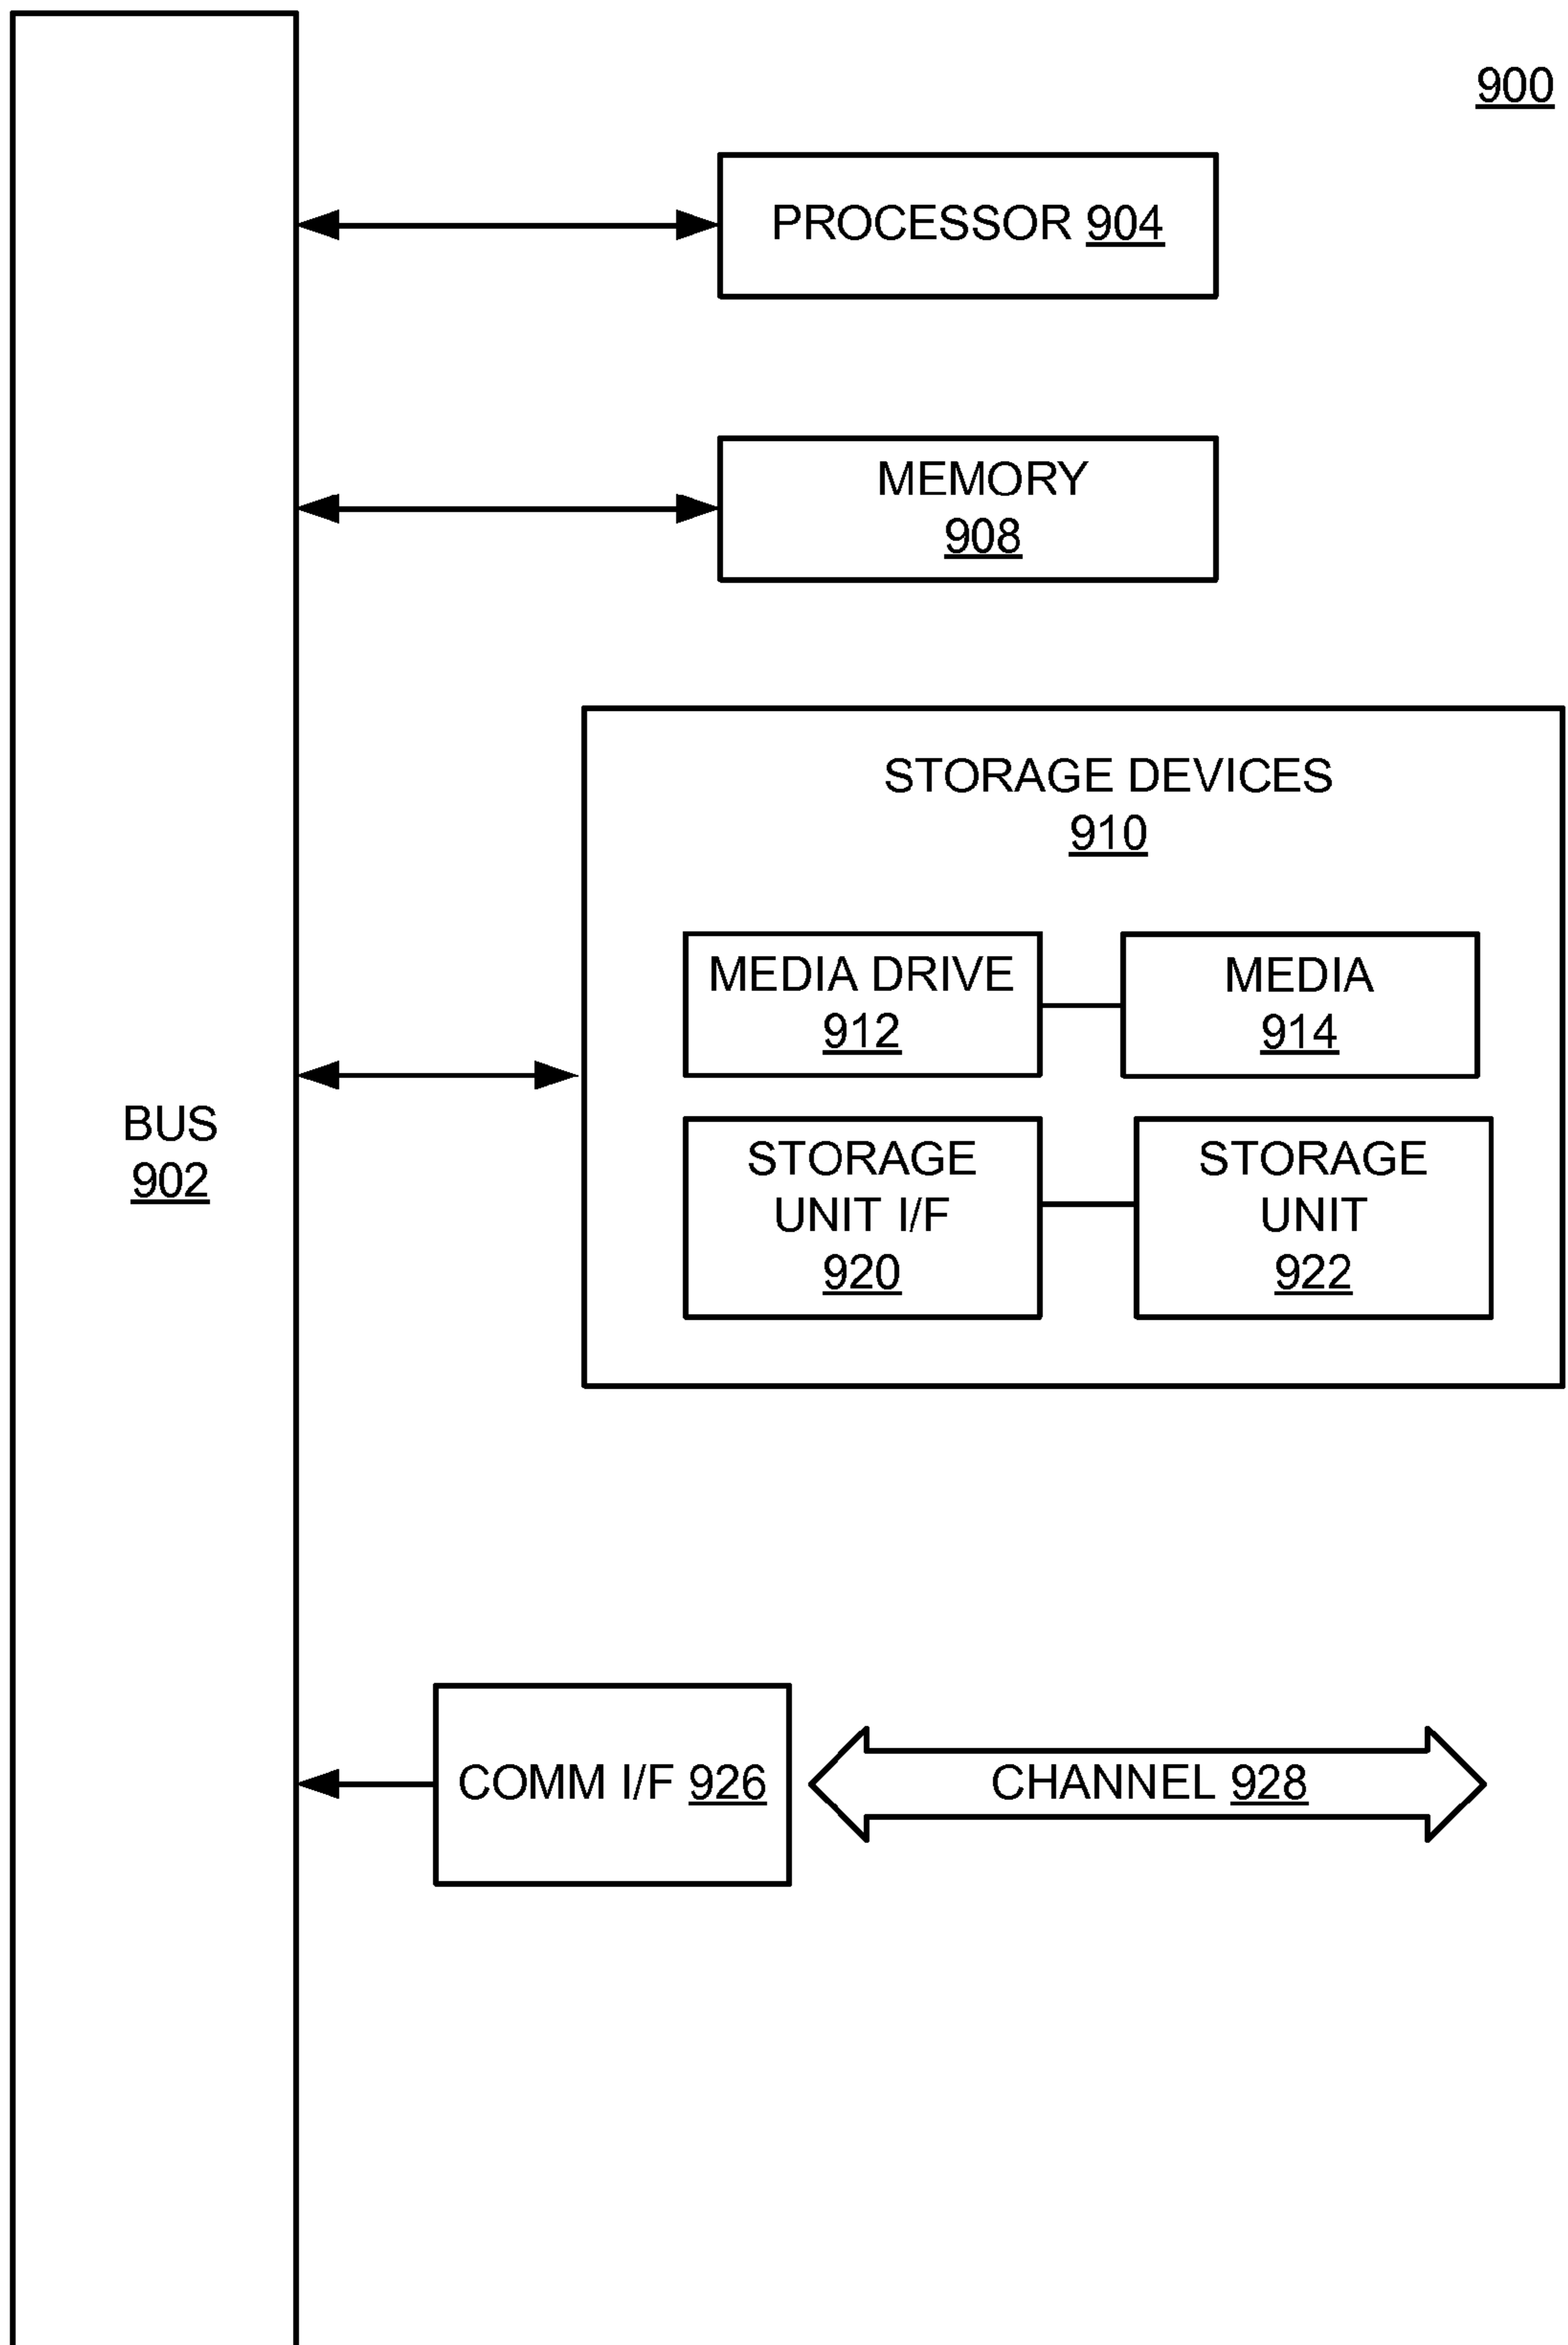 900
PROCESSOR 904
MEMORY
908
STORAGE DEVICES
910
MEDIA DRIVE
912
MEDIA
914
BUS
902
STORAGE
UNIT I/F
920
STORAGE
UNIT
922
COMM I/F 926
CHANNEL 928